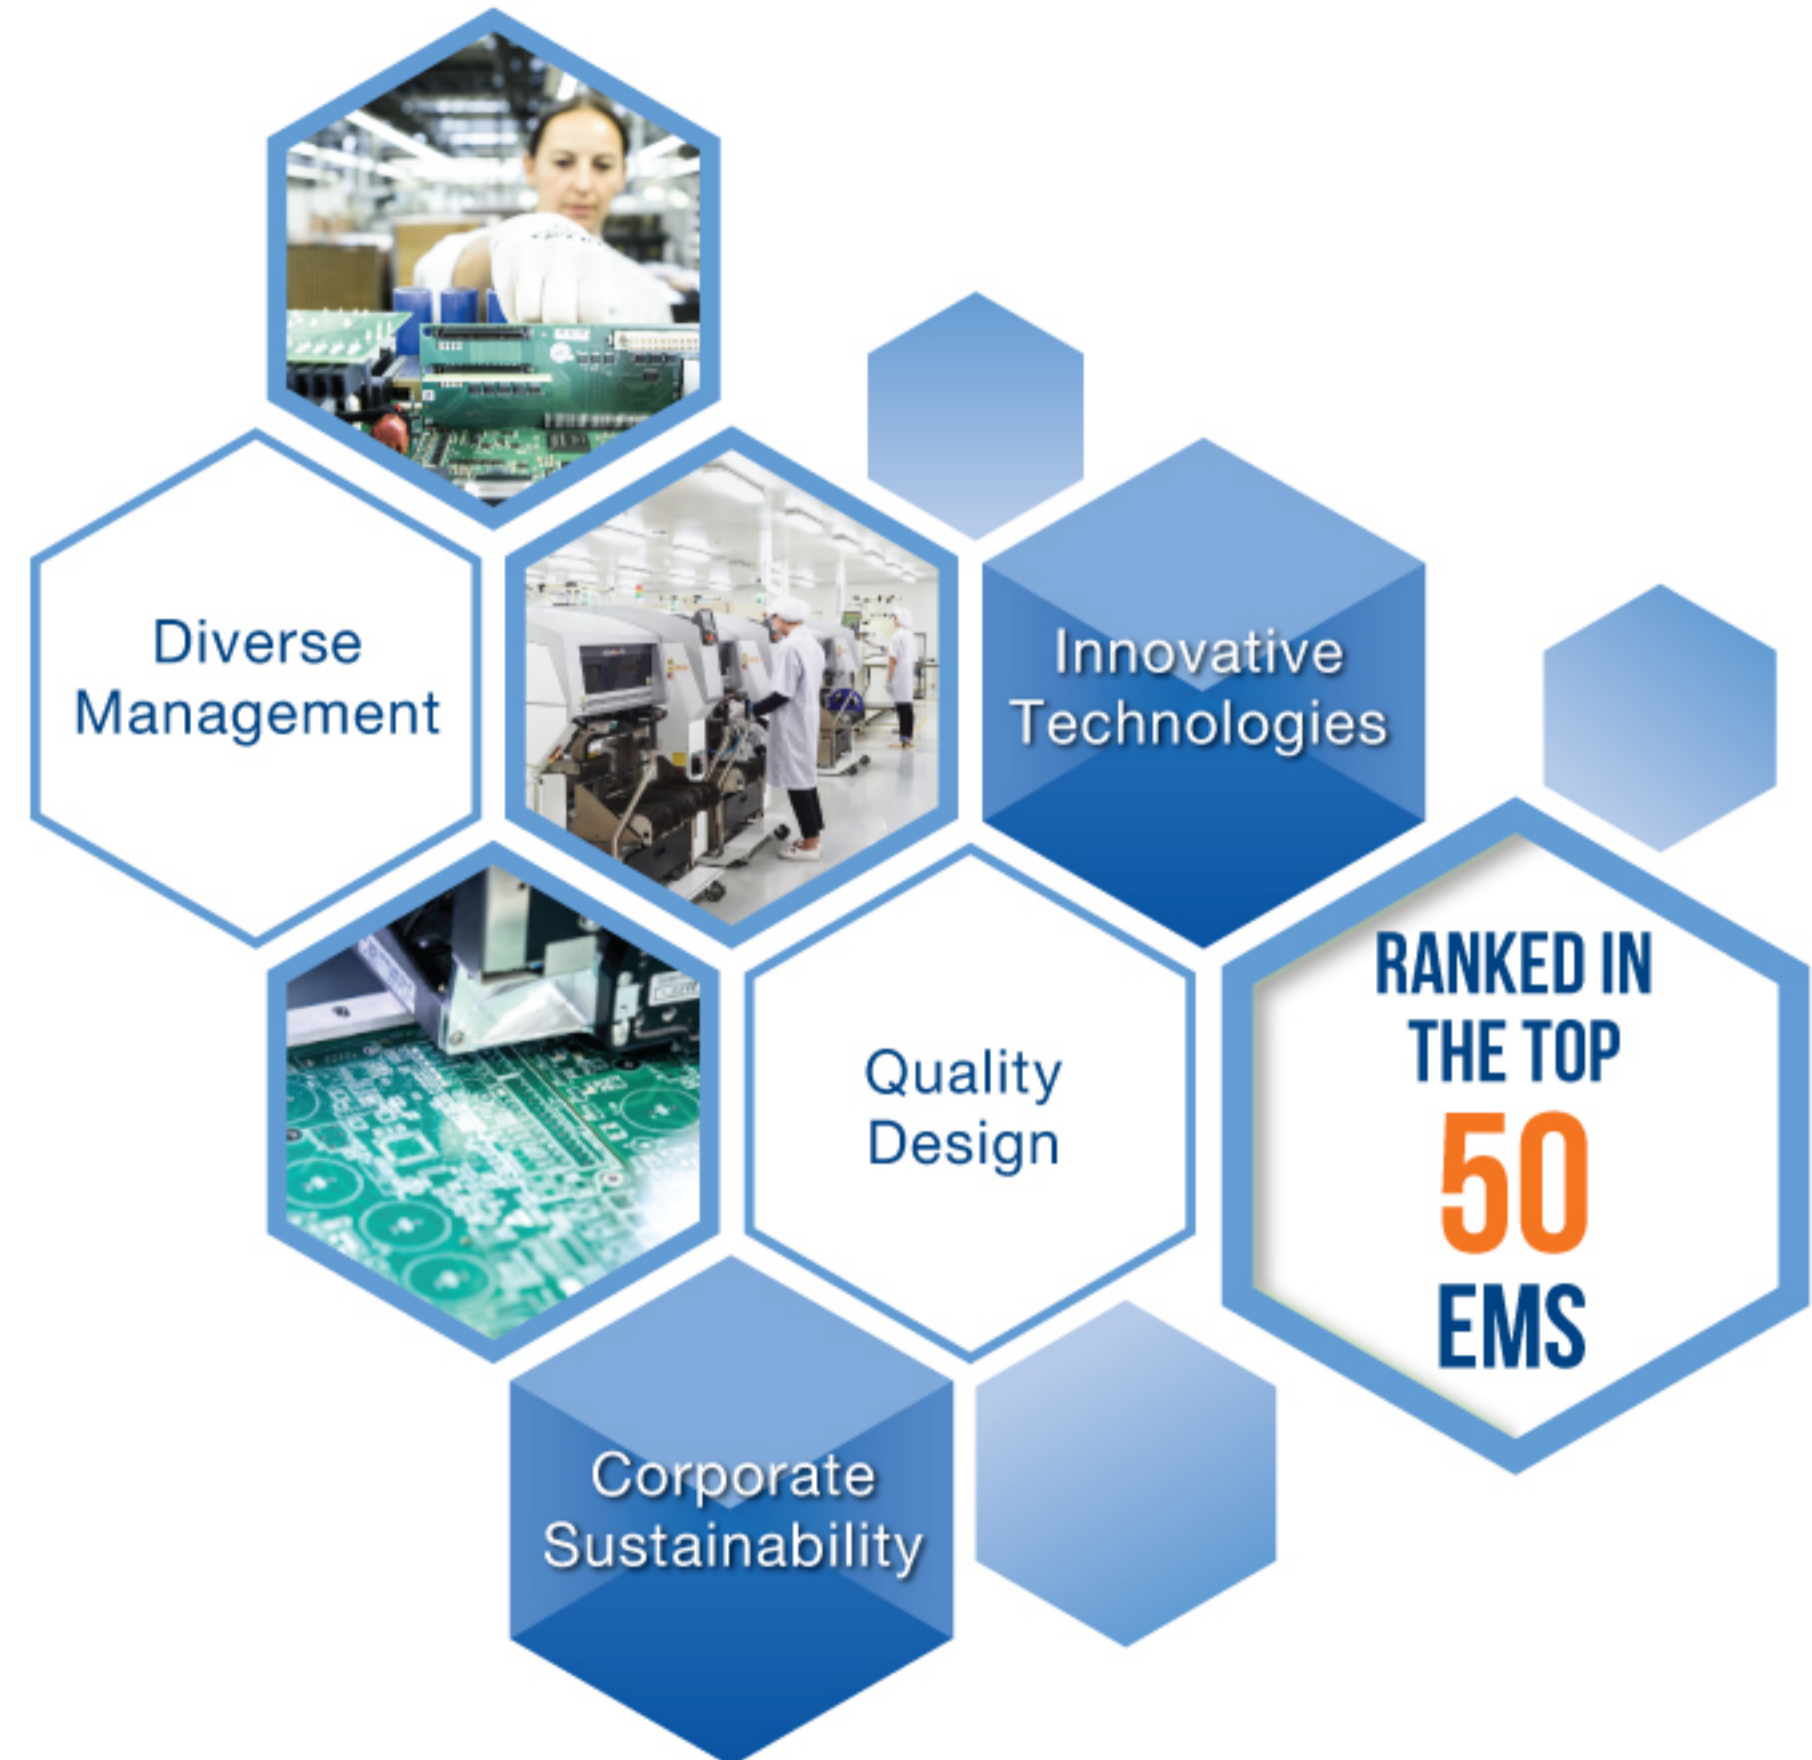 Diverse
Management
Innovative
Technologies
Quality
Design
RANKED IN
THE TOP
50
EMS
Corporate
Sustainability